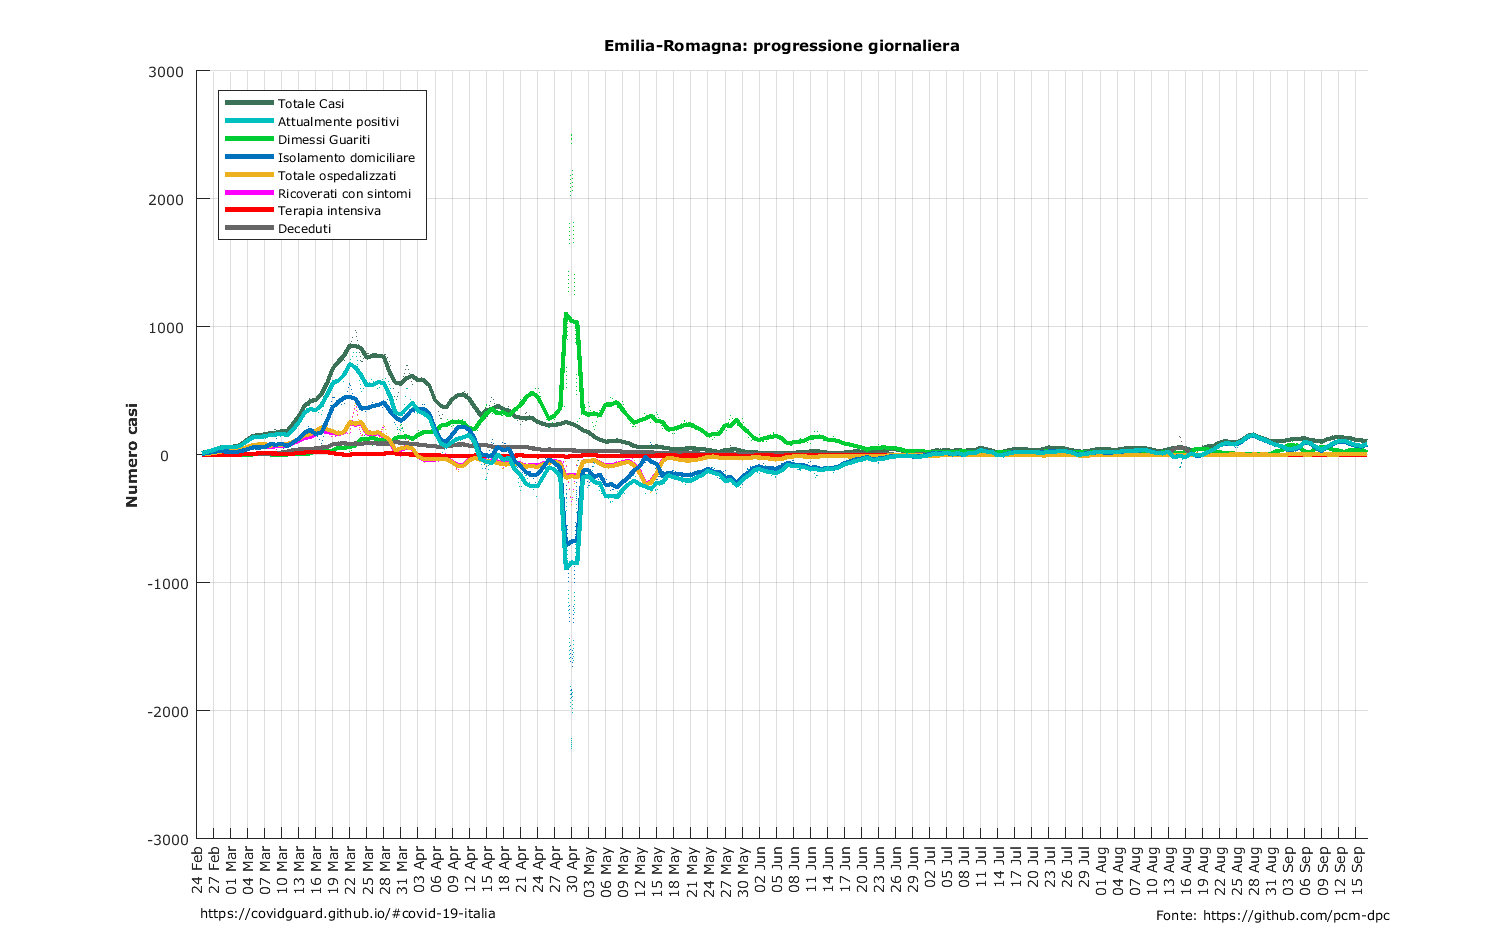 Emilia-Romagna: progressione giornaliera
3000
2000
1000
0
-1000
-2000
-3000
Numero casi
Totale Casi
Attualmente positivi
Dimessi Guariti
Isolamento domiciliare
Totale ospedalizzati
Ricoverati con sintomi
Terapia intensiva
Deceduti
24 Feb
27 Feb
01 Mar
04 Mar
07 Mar
10 Mar
13 Mar
16 Mar
19 Mar
22 Mar
25 Mar
28 Mar
31 Mar
03 Apr
06 Apr
09 Apr
12 Apr
15 Apr
18 Apr
21 Apr
24 Apr
27 Apr
30 Apr
03 May
06 May
09 May
12 May
15 May
18 May
21 May
24 May
27 May
30 May
02 Jun
05 Jun
08 Jun
11 Jun
14 Jun
17 Jun
20 Jun
23 Jun
26 Jun
29 Jun
02 Jul
05 Jul
08 Jul
11 Jul
14 Jul
17 Jul
20 Jul
23 Jul
26 Jul
29 Jul
01 Aug
04 Aug
07 Aug
10 Aug
13 Aug
16 Aug
19 Aug
22 Aug
25 Aug
28 Aug
31 Aug
03 Sep
06 Sep
09 Sep
12 Sep
15 Sep
https://covidguard.github.io/#covid-19-italia
Fonte: https://github.com/pcm-dpc